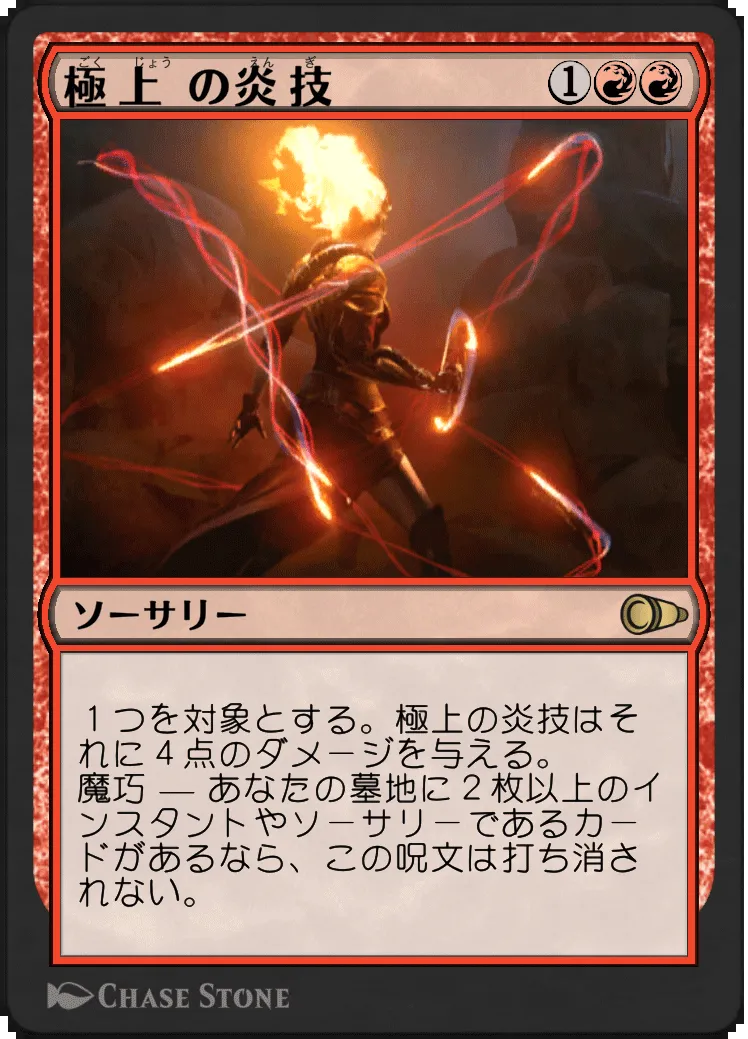 ごく じょう えん ぎ
極上の炎技 1
ソーサリー
1つを対象とする。極上の炎技はそ
れに4点のダメージを与える。
魔巧 — あなたの墓地に2枚以上のイ
ンスタントやソーサリーであるカー
ドがあるなら、この呪文は打ち消さ
れない。
CHASE STONE